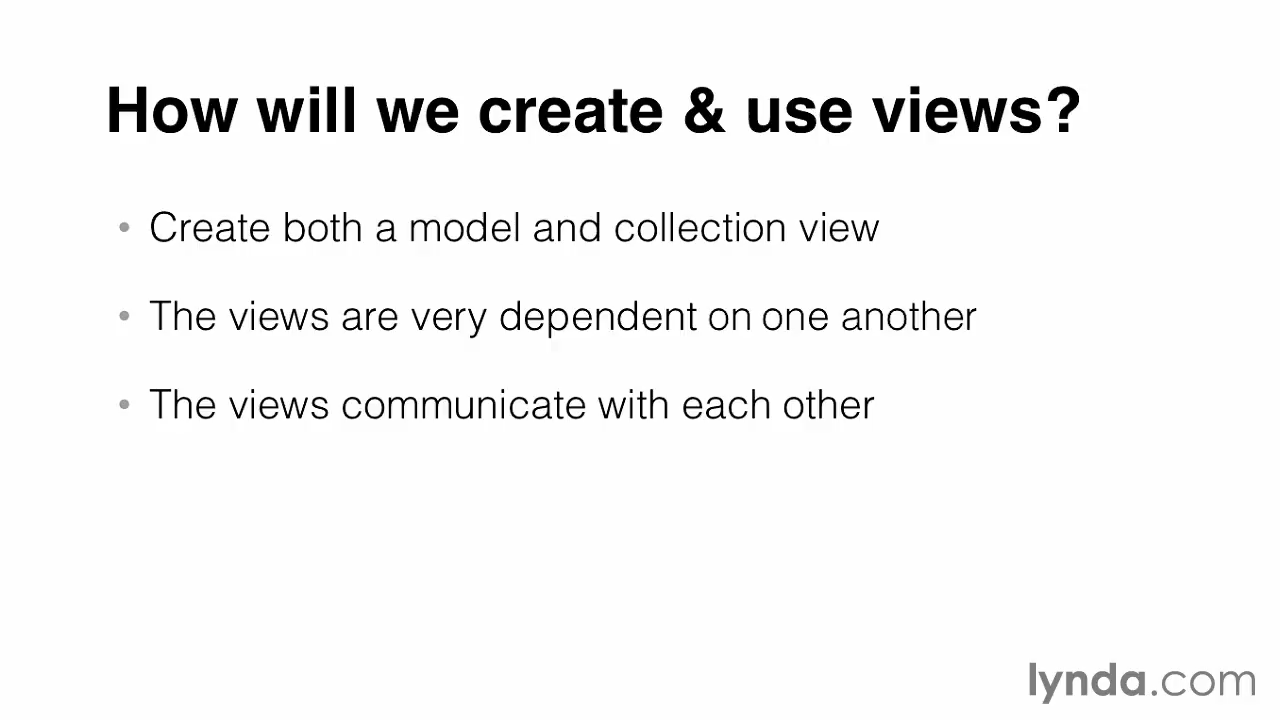 How will we create & use views?
• Create both a model and collection view
• The views are very dependent on one another
• The views communicate with each other
lynda.com